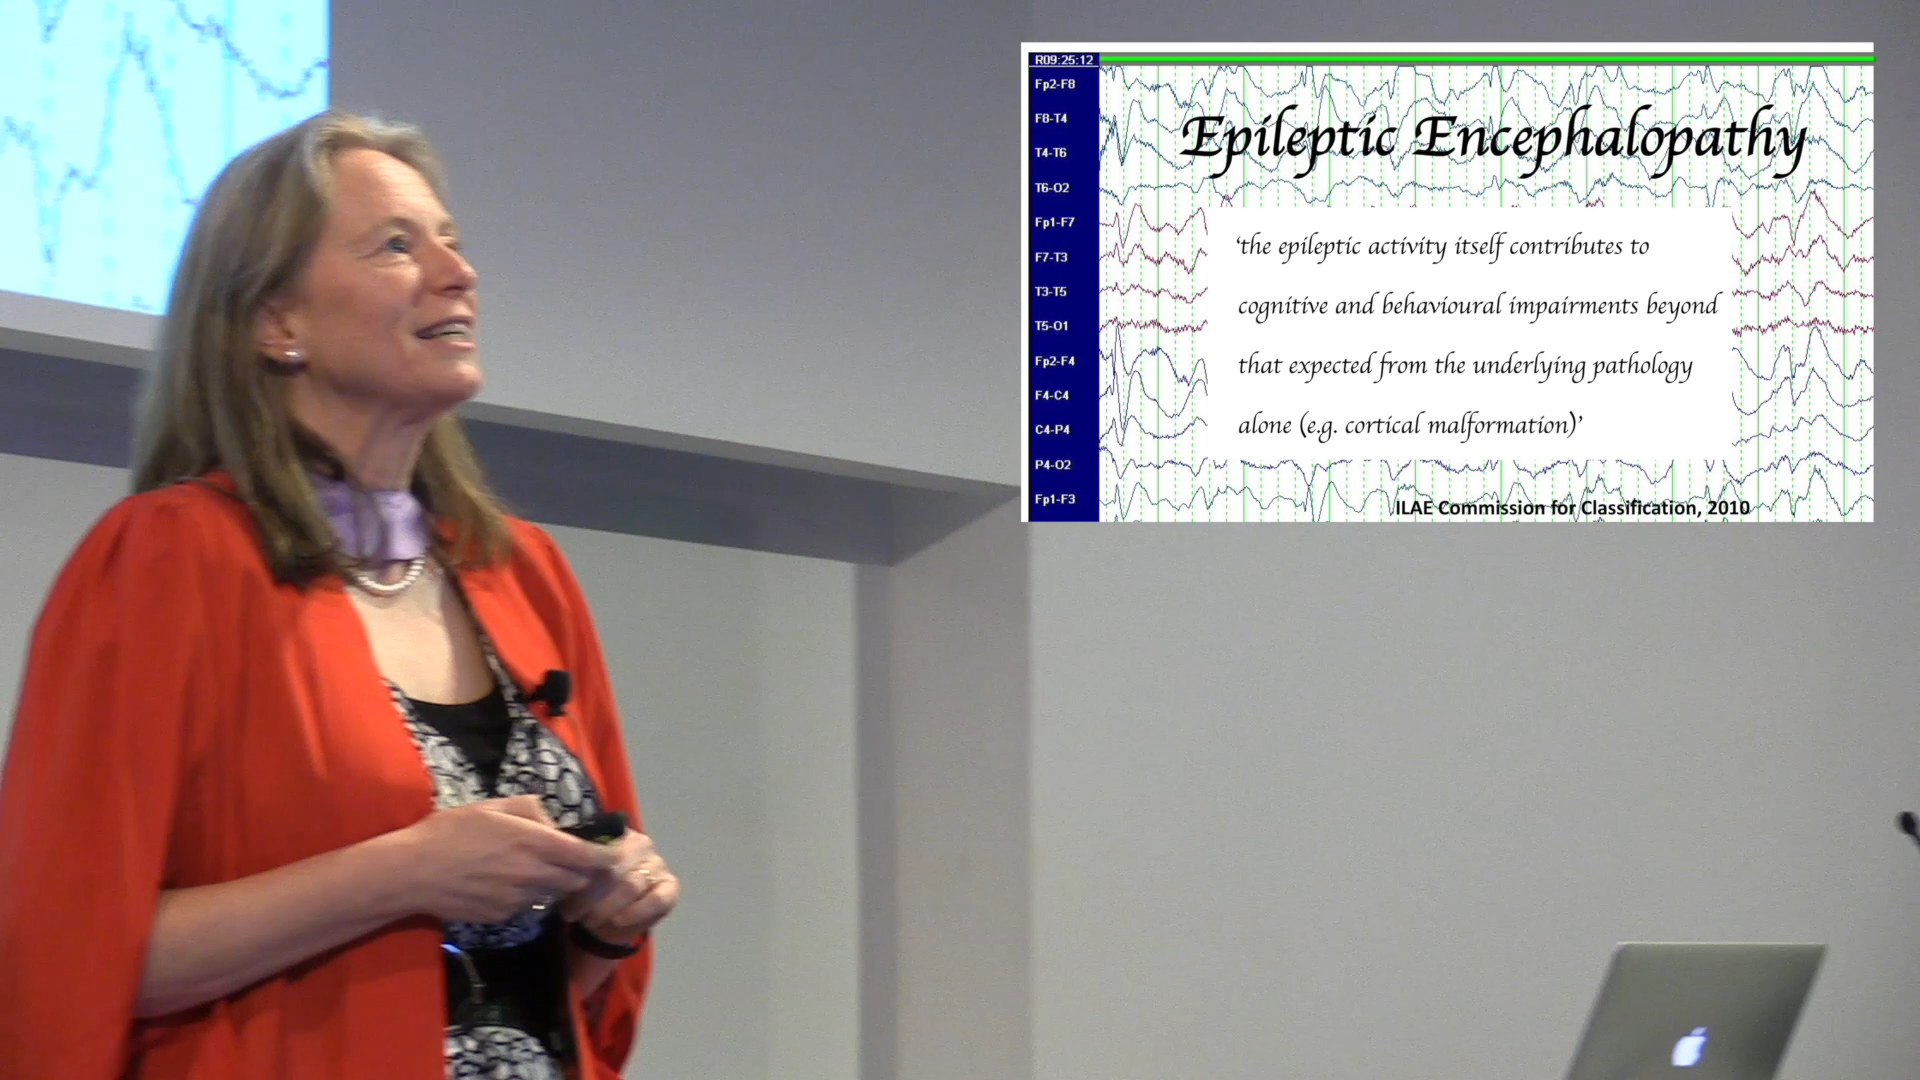 R09:25:12
Fp2-F8
F8-T4
T4-T6
T6-O2
Fp1-F7
F7-T3
T3-T5
T5-O1
Fp2-F4
F4-C4
C4-P4
P4-O2
Fp1-F3
Epileptic Encephalopathy
‘the epileptic activity itself contributes to
cognitive and behavioural impairments beyond
that expected from the underlying pathology
alone (e.g. cortical malformation)’
ILAE Commission for Classification, 2010